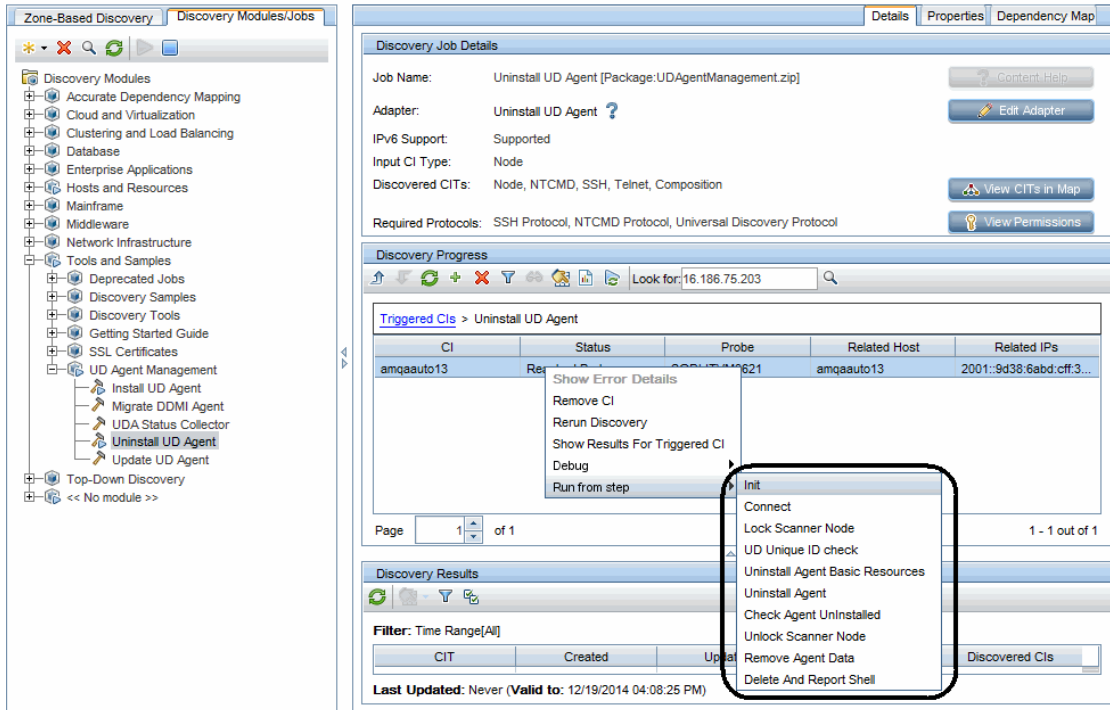 Zone-Based Discovery
Discovery Modules/Jobs
Discovery Modules
Accurate Dependency Mapping
Cloud and Virtualization
Clustering and Load Balancing
Database
Enterprise Applications
Hosts and Resources
Mainframe
Middleware
Network Infrastructure
Tools and Samples
Deprecated Jobs
Discovery Samples
Discovery Tools
Getting Started Guide
SSL Certificates
UD Agent Management
Install UD Agent
Migrate DDMI Agent
UDA Status Collector
Uninstall UD Agent
Update UD Agent
Top-Down Discovery
<< No module >>
Details Properties Dependency Map
Discovery Job Details
Job Name: Uninstall UD Agent [Package:UDAgentManagement.zip]
? Content Help
Adapter: Uninstall UD Agent ?
Edit Adapter
IPv6 Support: Supported
Input CI Type: Node
Discovered CITs: Node, NTCMD, SSH, Telnet, Composition
View CITs in Map
Required Protocols: SSH Protocol, NTCMD Protocol, Universal Discovery Protocol
View Permissions
Discovery Progress
Look for: 16.186.75.203
Triggered CIs > Uninstall UD Agent
CI Status Probe Related Host Related IPs
amqaauto13 amqaauto13 2001::9d38:6abd:cff:3...
Show Error Details
Remove CI
Rerun Discovery
Show Results For Triggered CI
Debug
Run from step
Init
Connect
Lock Scanner Node
UD Unique ID check
Uninstall Agent Basic Resources
Uninstall Agent
Check Agent UnInstalled
Unlock Scanner Node
Remove Agent Data
Delete And Report Shell
Page 1 of 1
1 - 1 out of 1
Discovery Results
Filter: Time Range[All]
CIT Created Discovered CIs
Last Updated: Never (Valid to: 12/19/2014 04:08:25 PM)